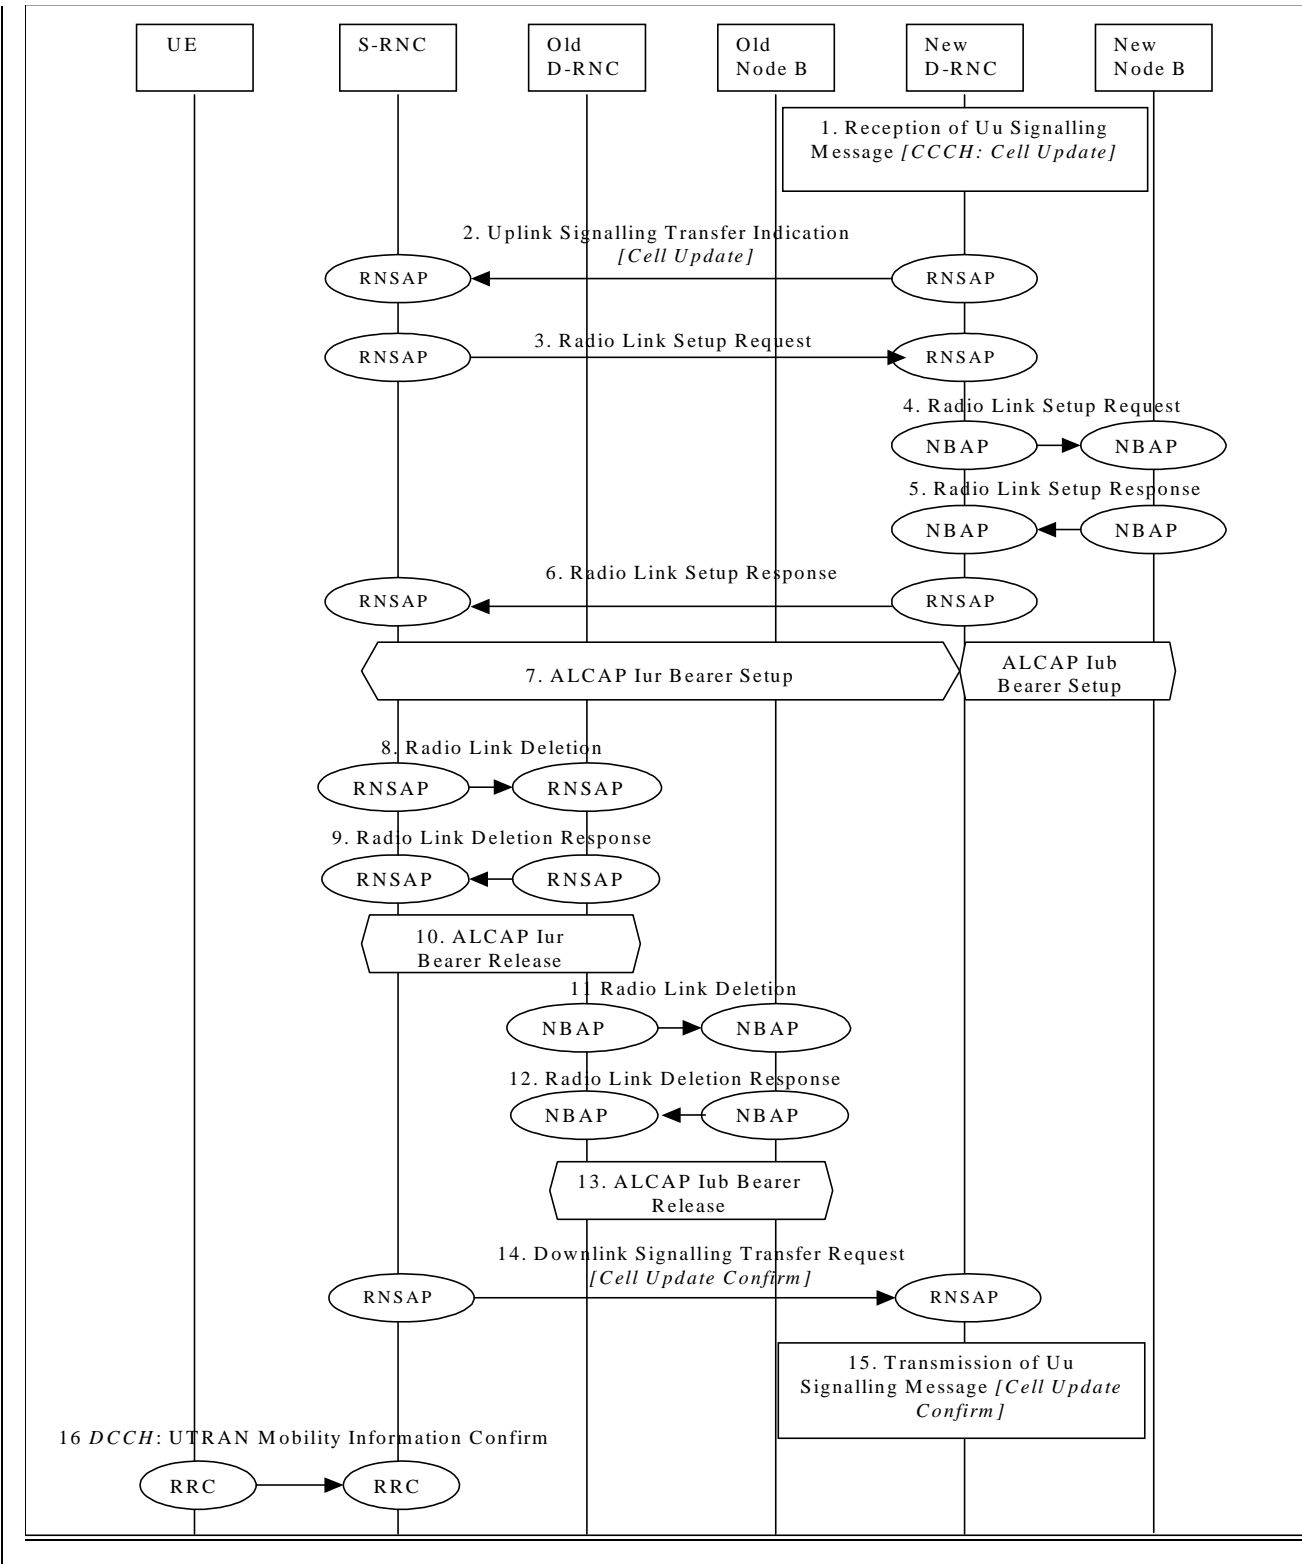 UE
S-RNC
Old
D-RNC
Old
Node B
New
D-RNC
New
Node B
1. Reception of Uu Signalling
Message [CCCH: Cell Update]
2. Uplink Signalling Transfer Indication
[Cell Update]
RNSAP
RNSAP
3. Radio Link Setup Request
RNSAP
RNSAP
4. Radio Link Setup Request
NBAP
NBAP
5. Radio Link Setup Response
NBAP
NBAP
6. Radio Link Setup Response
RNSAP
RNSAP
7. ALCAP Iur Bearer Setup
ALCAP Iub
Bearer Setup
8. Radio Link Deletion
RNSAP
RNSAP
9. Radio Link Deletion Response
RNSAP
RNSAP
10. ALCAP Iur
Bearer Release
11 Radio Link Deletion
NBAP
NBAP
12. Radio Link Deletion Response
NBAP
NBAP
13. ALCAP Iub Bearer
Release
14. Downlink Signalling Transfer Request
[Cell Update Confirm]
RNSAP
RNSAP
15. Transmission of Uu
Signalling Message [Cell Update
Confirm]
16 DCCH: UTRAN Mobility Information Confirm
RRC
RRC